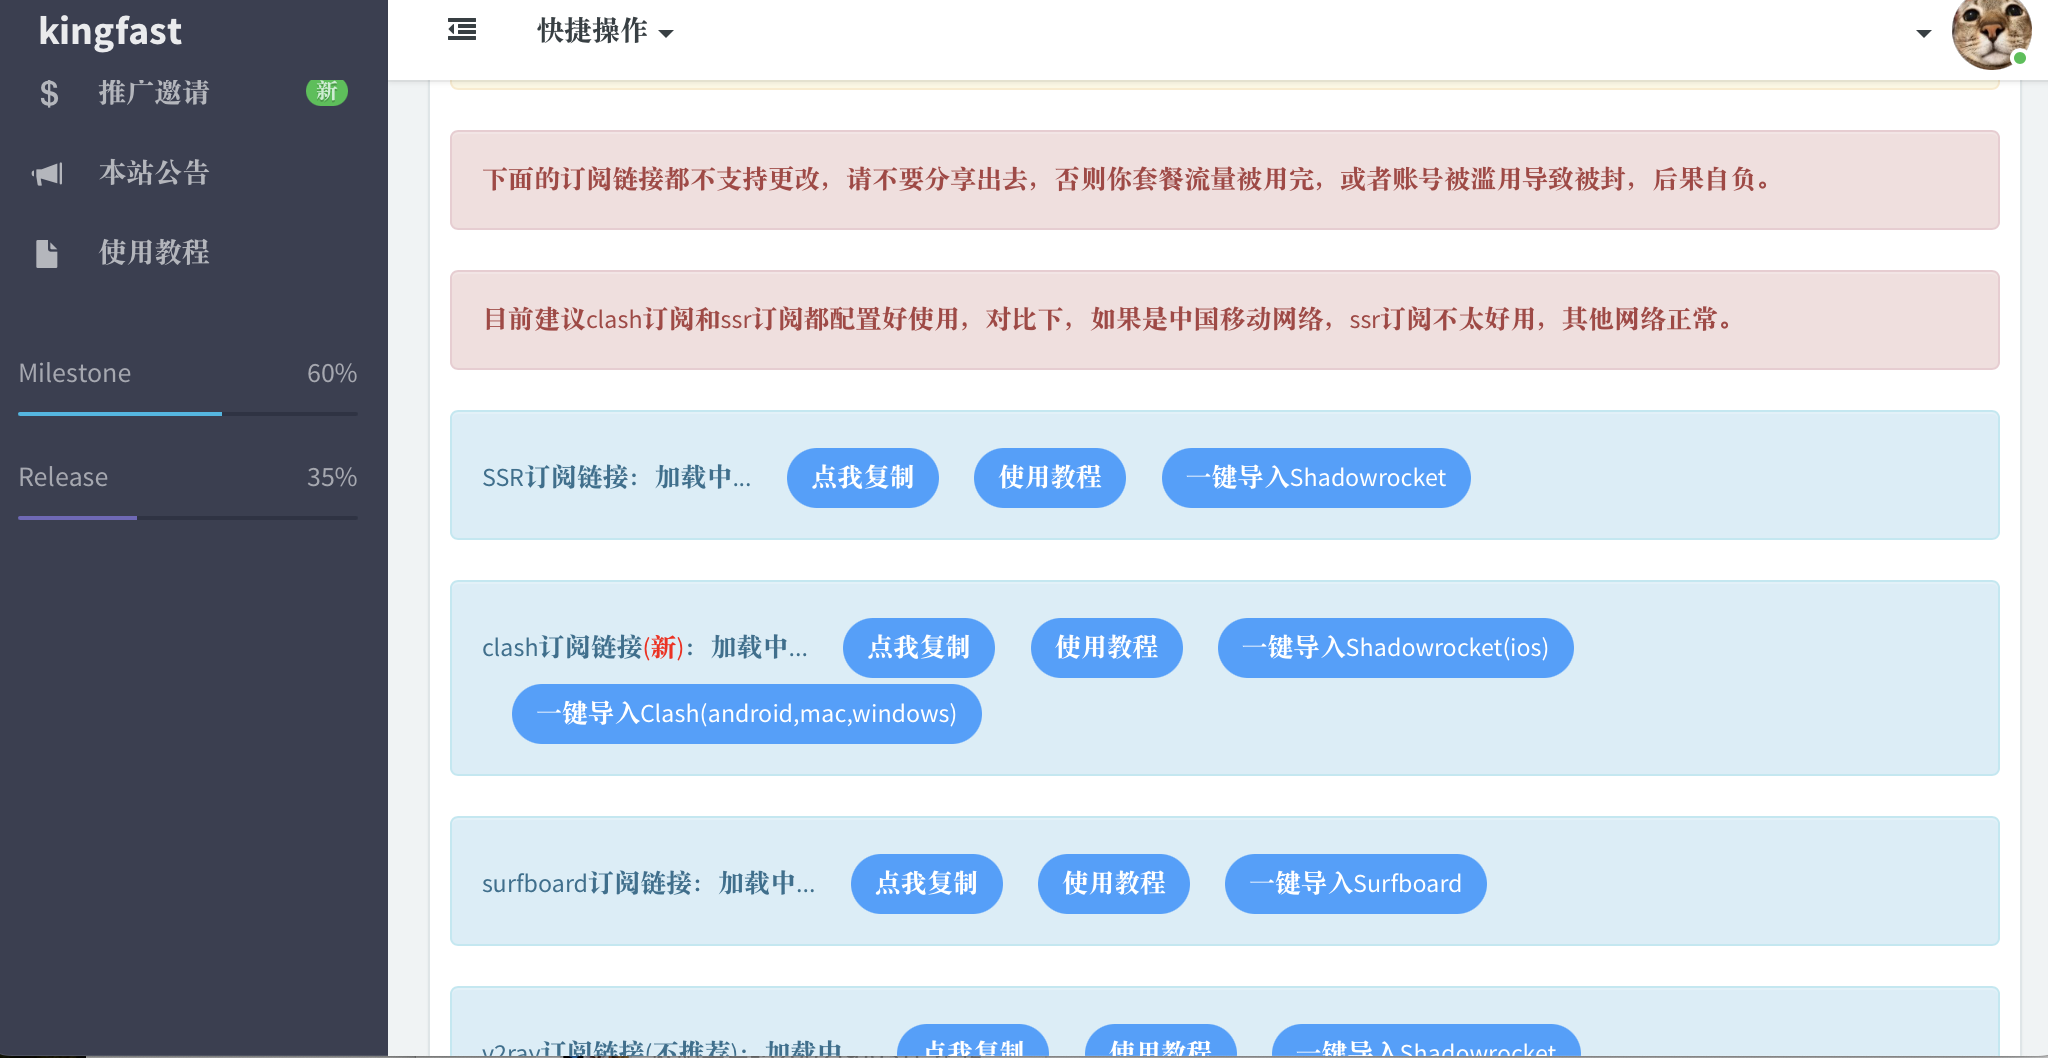 kingfast
快捷操作
推广邀请 新
本站公告
使用教程
Milestone 60%
Release 35%
下面的订阅链接都不支持更改，请不要分享出去，否则你套餐流量被用完，或者账号被滥用导致被封，后果自负。
目前建议clash订阅和ssr订阅都配置好使用，对比下，如果是中国移动网络，ssr订阅不太好用，其他网络正常。
SSR订阅链接：加载中... 点我复制 使用教程 一键导入Shadowrocket
clash订阅链接(新)：加载中... 点我复制 使用教程 一键导入Shadowrocket(ios)
一键导入Clash(android,mac,windows)
surfboard订阅链接：加载中... 点我复制 使用教程 一键导入Surfboard
v2ray订阅链接(不推荐)：加载中 点我复制 使用教程 一键导入Shadowrocket